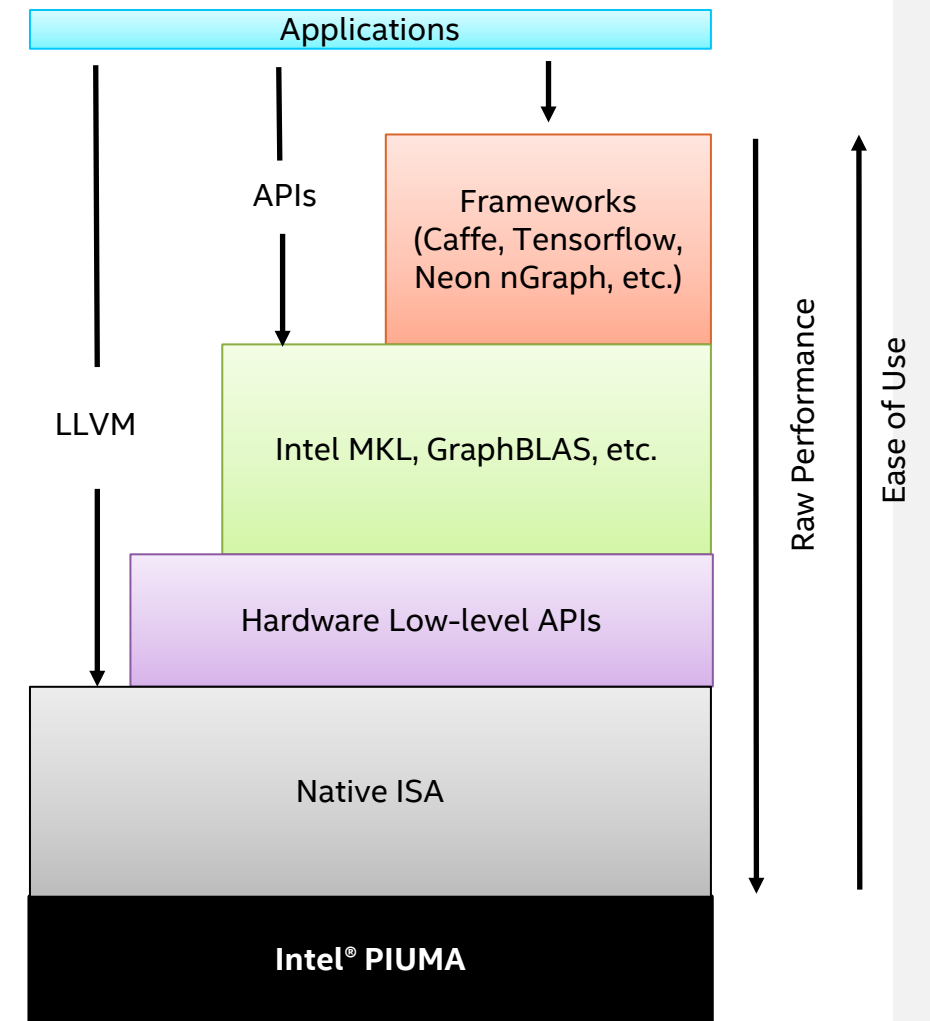 Applications
APIs
Frameworks
(Caffe, Tensorflow,
Neon nGraph, etc.)
LLVM
Intel MKL, GraphBLAS, etc.
Raw Performance
Ease of Use
Hardware Low-level APIs
Native ISA
Intel® PIUMA